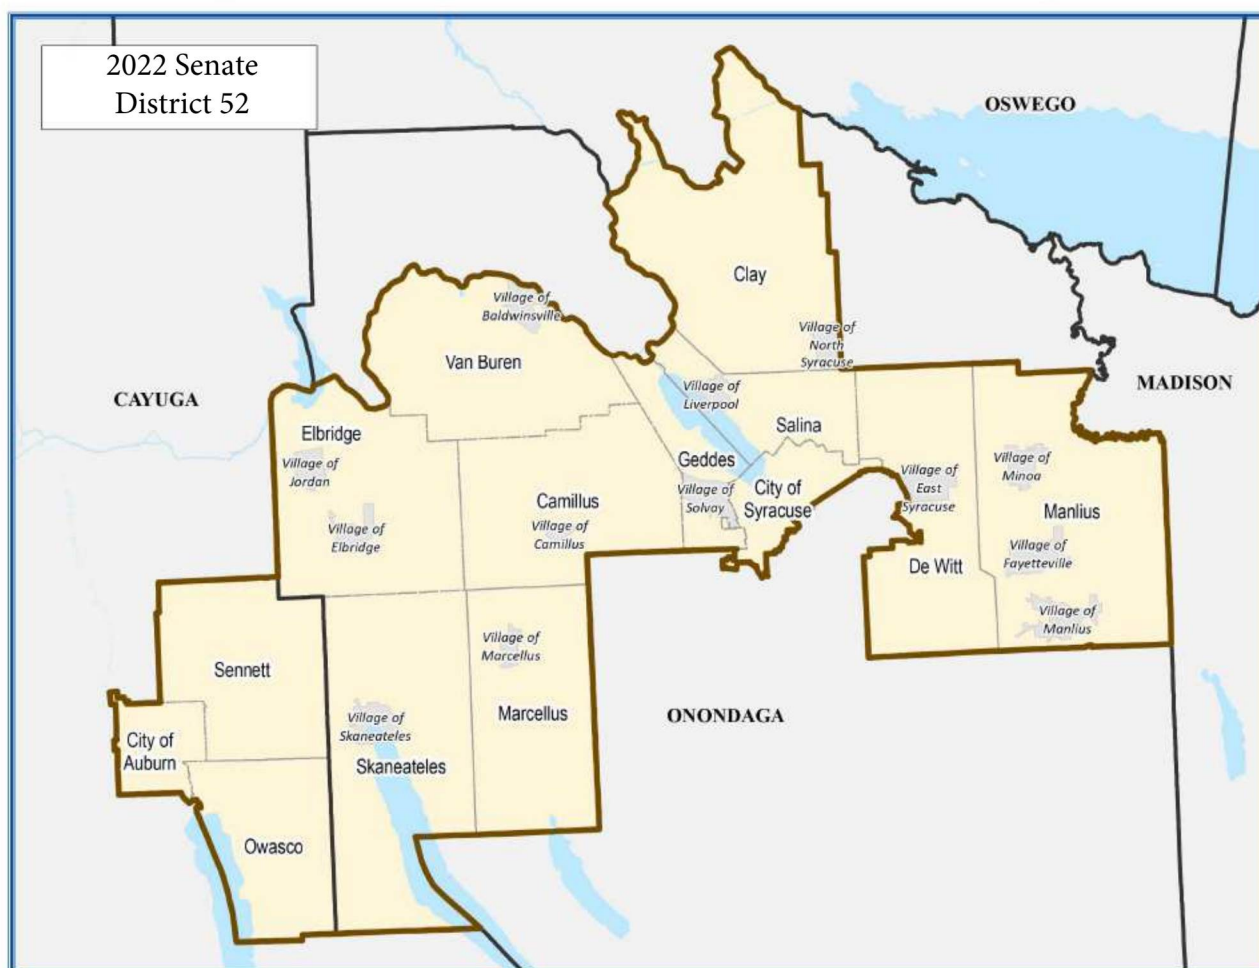 2022 Senate
District 52
OSWEGO
Clay
Village of
Baldwinsville
Village of
North
Syracuse
Van Buren
MADISON
CAYUGA
Village of
Liverpool
Elbridge
Salina
Village of
Jordan
Geddes
Village of
Minoa
Village of
East
Syracuse
Village of
Solvay
City of
Syracuse
Camillus
Manlius
Village of
Elbridge
Village of
Camillus
Village of
Fayetteville
De Witt
Village of
Manlius
Village of
Marcellus
Sennett
Marcellus
ONONDAGA
Village of
Skaneateles
City of
Auburn
Skaneateles
Owasco